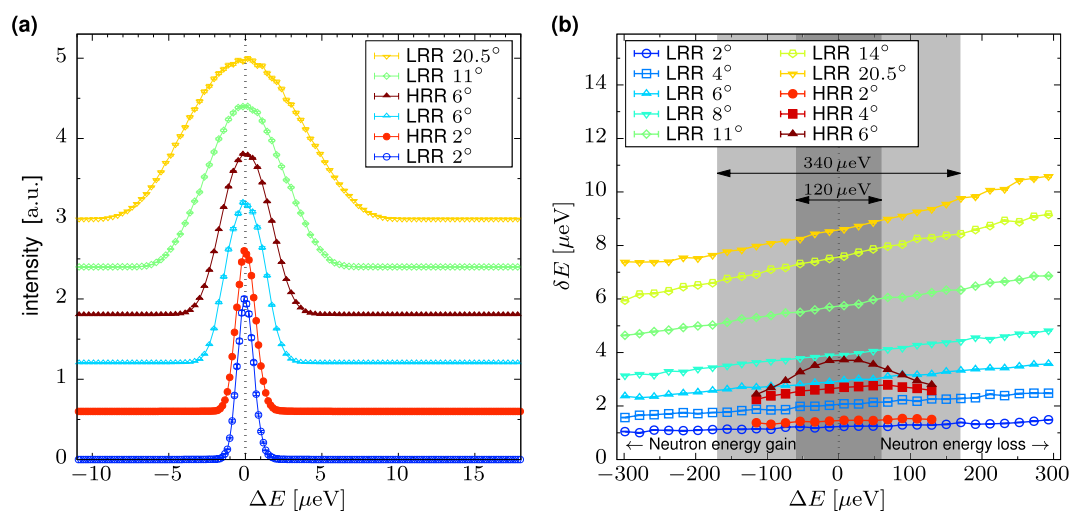 (a)
intensity [a.u.]
5
4
3
2
1
0
−10
−5
0
5
10
15
ΔE [μeV]
LRR 20.5°
LRR 11°
HRR 6°
LRR 6°
HRR 2°
LRR 2°
(b)
δE [μeV]
14
12
10
8
6
4
2
0
−300
−200
−100
0
100
200
300
ΔE [μeV]
LRR 2°
LRR 4°
LRR 6°
LRR 8°
LRR 11°
LRR 14°
LRR 20.5°
HRR 2°
HRR 4°
HRR 6°
340 μeV
120 μeV
← Neutron energy gain
Neutron energy loss →